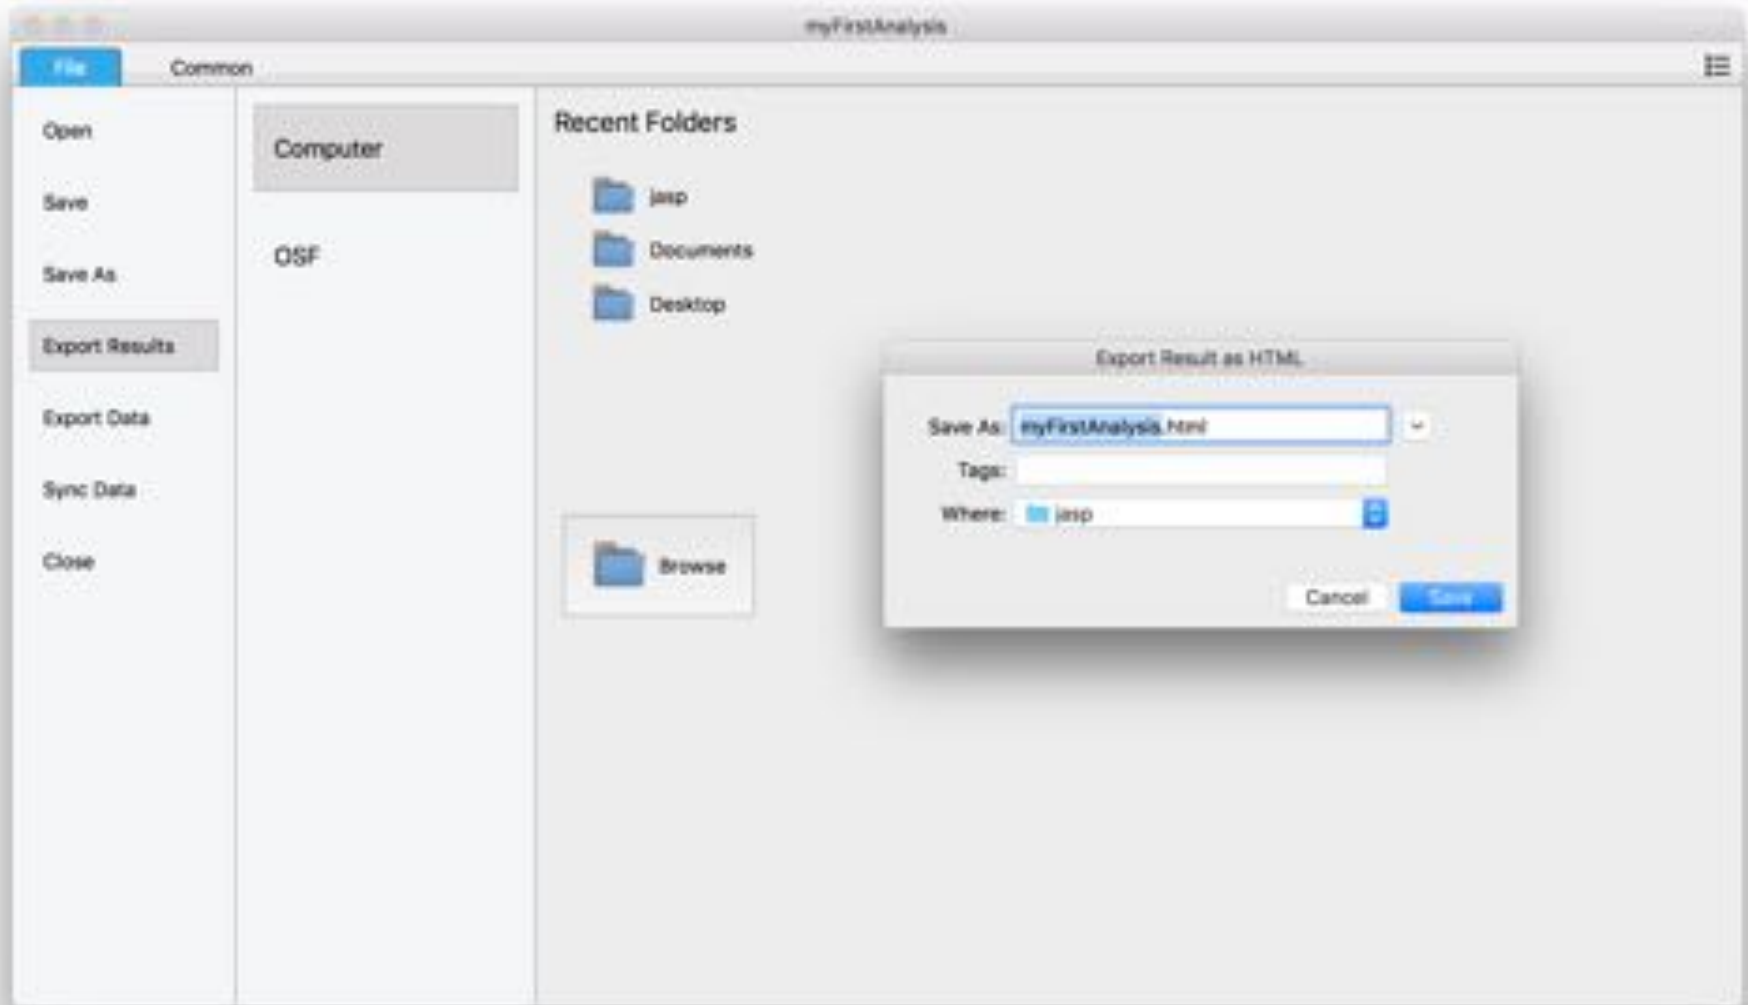 myFirstAnalysis
File
Common
Open
Save
Save As
Export Results
Export Data
Sync Data
Close
Computer
OSF
Recent Folders
jasp
Documents
Desktop
Browse
Export Result as HTML
Save As: myFirstAnalysis.html
Tags:
Where: jasp
Cancel Save